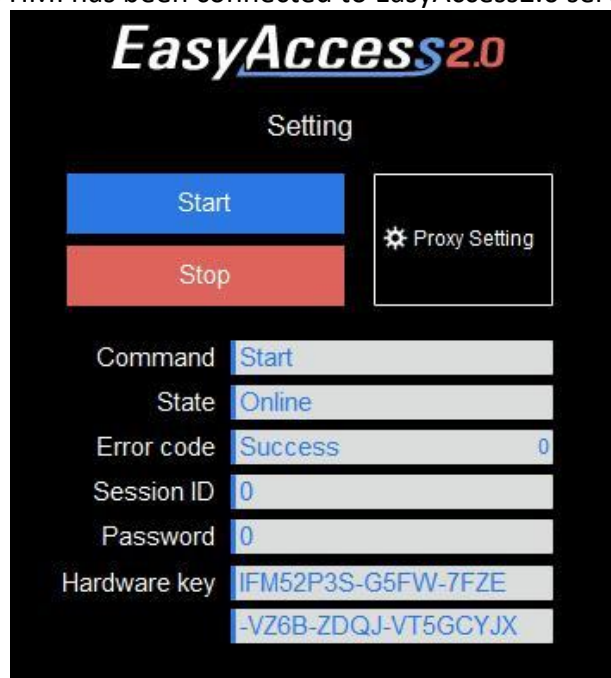 HMI has been connected to EasyAccess2.0 ser
EasyAccess2.0
Setting
Start
Stop
Proxy Setting
Command Start
State Online
Error code Success 0
Session ID 0
Password 0
Hardware key IFM52P3S-G5FW-7FZE
-VZ6B-ZDQJ-VT5GCYJX